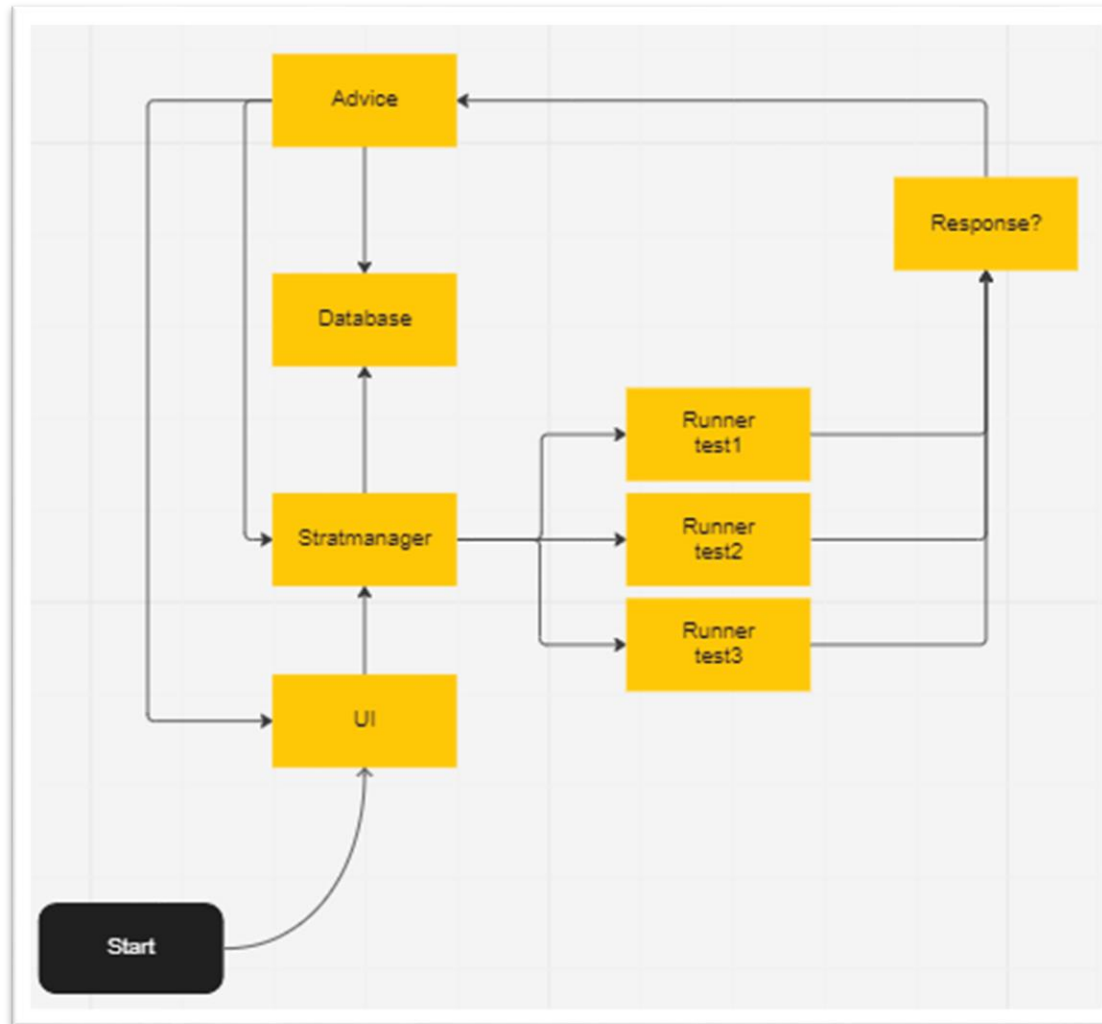 Advice
Response?
Database
Runner
test1
Stratmanager
Runner
test2
Runner
test3
UI
Start